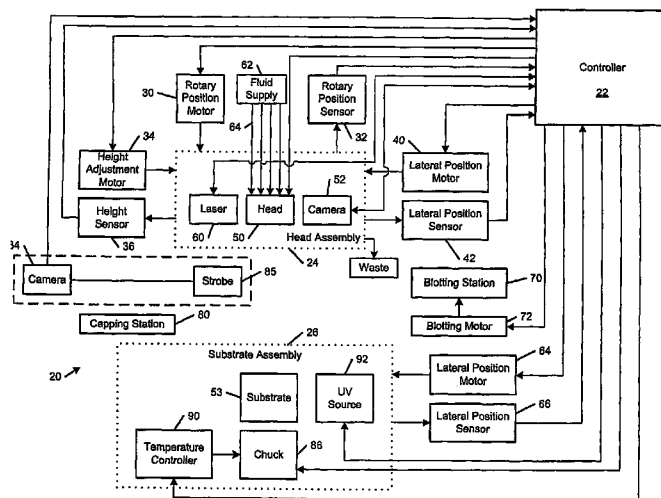 62
30
Rotary
Position
Motor
Fluid
Supply
Rotary
Position
Sensor
Controller
22
34
64
32
40
Height
Adjustment
Motor
52
Lateral Position
Motor
Laser
Head
Camera
Height
Sensor
60
50
Head Assembly
Lateral Position
Sensor
36
24
42
34
85
Waste
Camera
Strobe
Blotting Station
70
72
Capping Station
80
Blotting Motor
26
Substrate Assembly
92
64
20
53
Substrate
UV
Source
Lateral Position
Motor
90
86
66
Temperature
Controller
Chuck
Lateral Position
Sensor